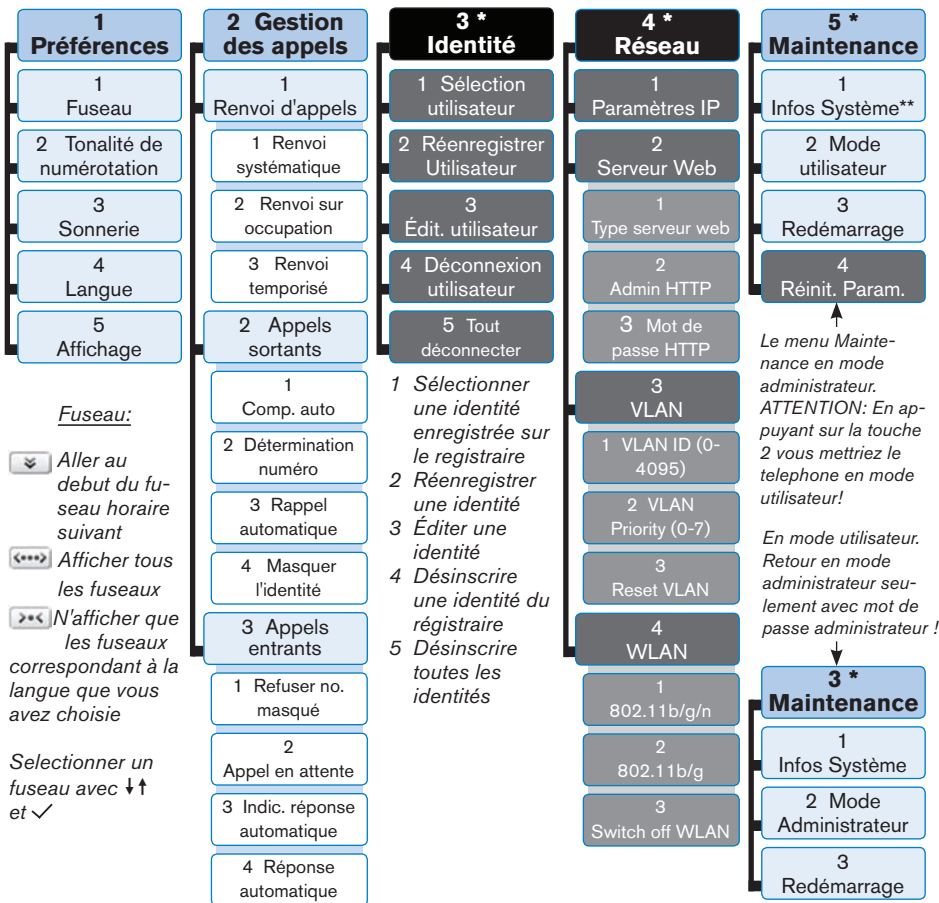 1
Préférences
1
Fuseau
2 Tonalité de
numérotation
3
Sonnerie
4
Langue
5
Affichage
Fuseau:
Aller au
debut du fu-
seau horaire
suivant
Afficher tous
les fuseaux
N'afficher que
les fuseaux
correspondant à la
langue que vous
avez choisie
Selectionner un
fuseau avec ↓↑
et ✓
2 Gestion
des appels
1
Renvoi d'appels
1 Renvoi
systématique
2 Renvoi sur
occupation
3 Renvoi
temporisé
2 Appels
sortants
1
Comp. auto
2 Détermination
numéro
3 Rappel
automatique
4 Masquer
l'identité
3 Appels
entrants
1 Refuser no.
masqué
2
Appel en attente
3 Indic. réponse
automatique
4 Réponse
automatique
3 *
Identité
1 Sélection
utilisateur
2 Réenregistrer
Utilisateur
3
Édit. utilisateur
4 Déconnexion
utilisateur
5 Tout
déconnecter
1 Sélectionner
une identité
enregistrée sur
le registraire
2 Réenregistrer
une identité
3 Éditer une
identité
4 Désinscrire
une identité du
régistraire
5 Désinscrire
toutes les
identités
4 *
Réseau
1
Paramètres IP
2
Serveur Web
1
Type serveur web
2
Admin HTTP
3 Mot de
passe HTTP
3
VLAN
1 VLAN ID (0-
4095)
2 VLAN
Priority (0-7)
3
Reset VLAN
4
WLAN
1
802.11b/g/n
2
802.11b/g
3
Switch off WLAN
5 *
Maintenance
1
Infos Système**
2 Mode
utilisateur
3
Redémarrage
4
Réinit. Param.
Le menu Mainte-
nance en mode
administrateur.
ATTENTION: En ap-
puyant sur la touche
2 vous mettriez le
telephone en mode
utilisateur!
En mode utilisateur.
Retour en mode
administrateur seu-
lement avec mot de
passe administrateur !
3 *
Maintenance
1
Infos Système
2 Mode
Administrateur
3
Redémarrage